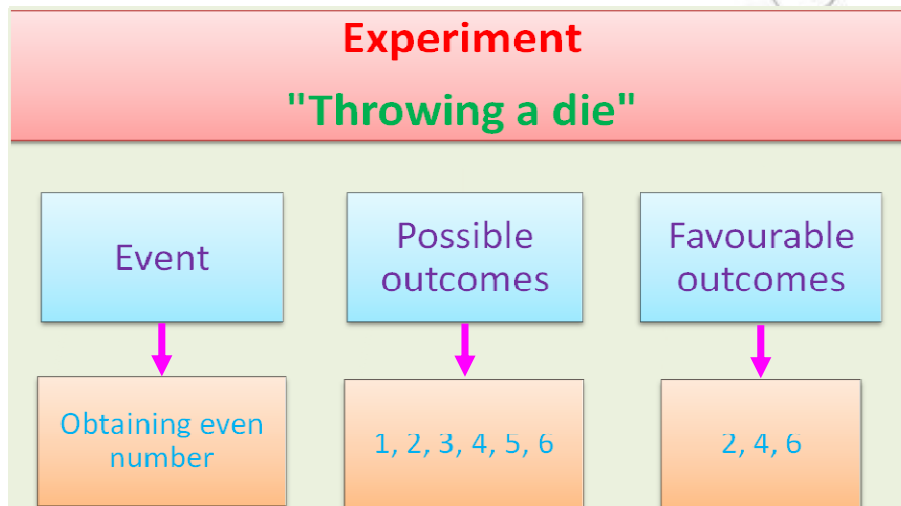 Experiment
"Throwing a die"
Event
Possible
outcomes
Favourable
outcomes
Obtaining even
number
1, 2, 3, 4, 5, 6
2, 4, 6